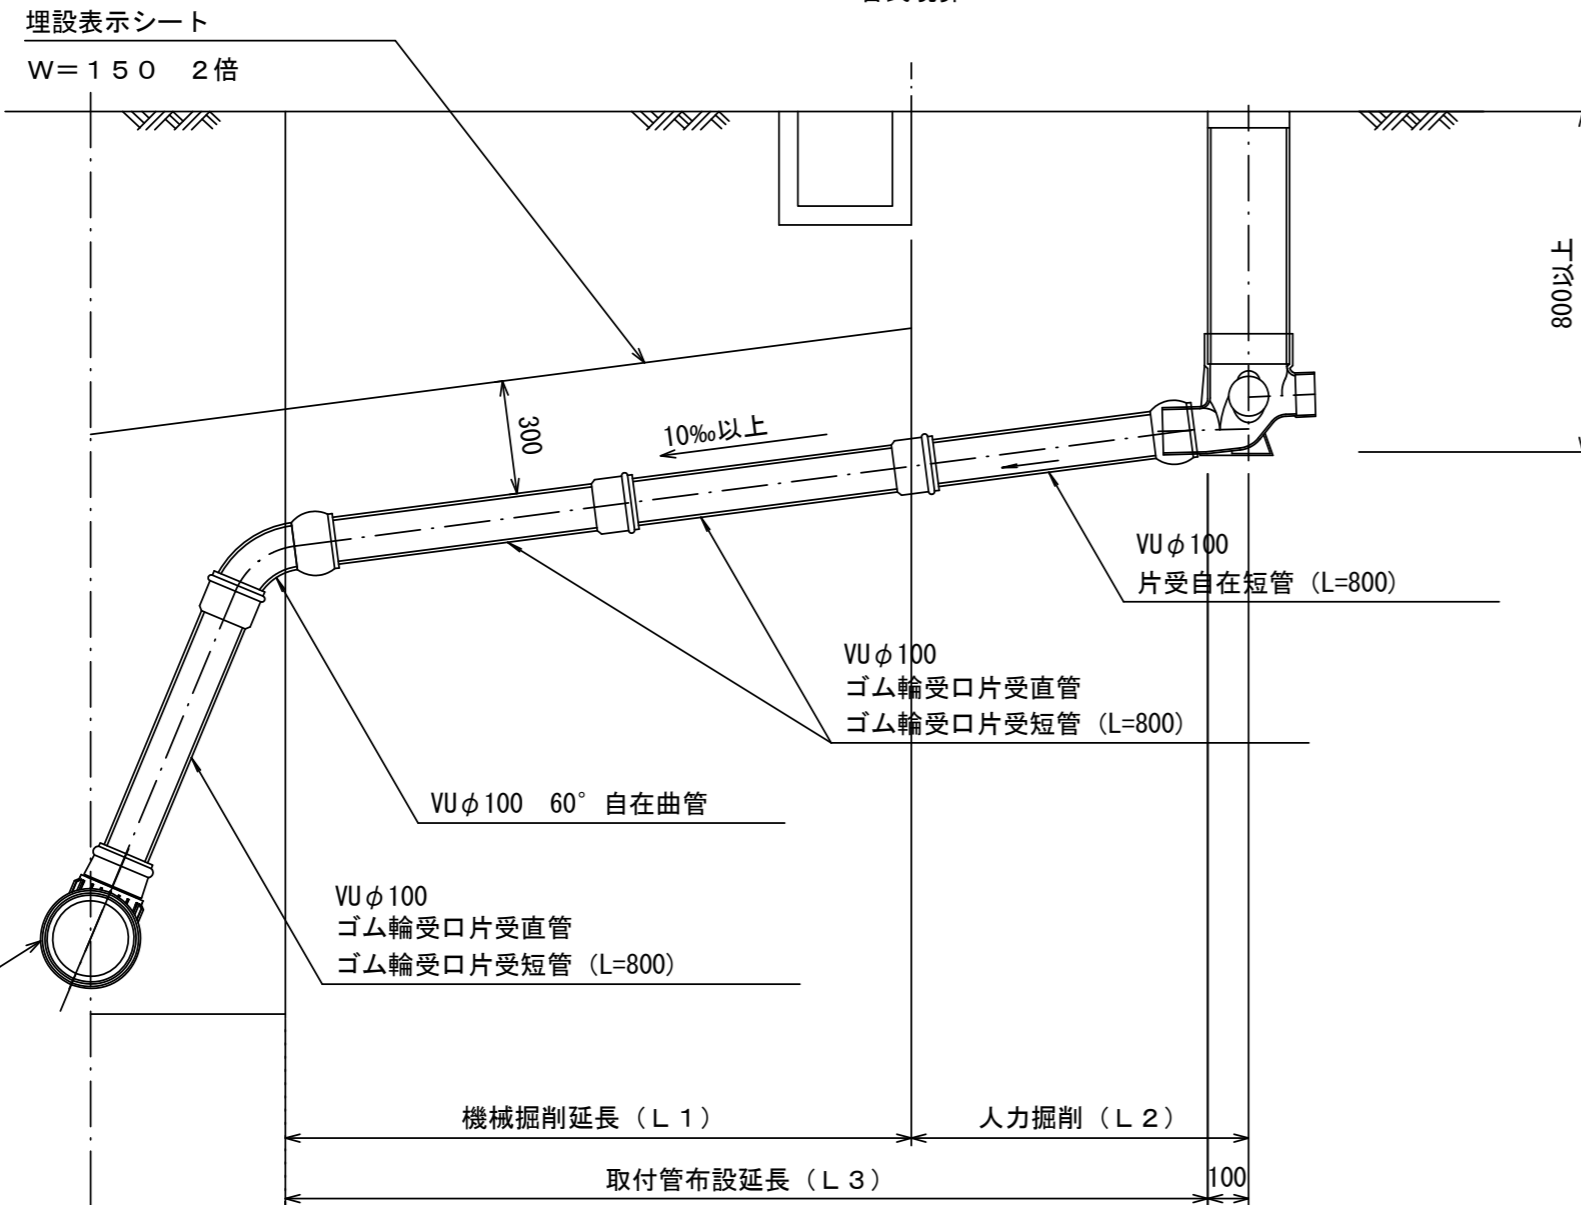 埋設表示シート
W=150 2倍
800以上
300
10‰以上
VUφ100
片受自在短管(L=800)
VUφ100
ゴム輪受口片受直管
ゴム輪受口片受短管(L=800)
VUφ100 60°自在曲管
VUφ100
ゴム輪受口片受直管
ゴム輪受口片受短管(L=800)
機械掘削延長(L1)
人力掘削(L2)
取付管布設延長(L3)
100